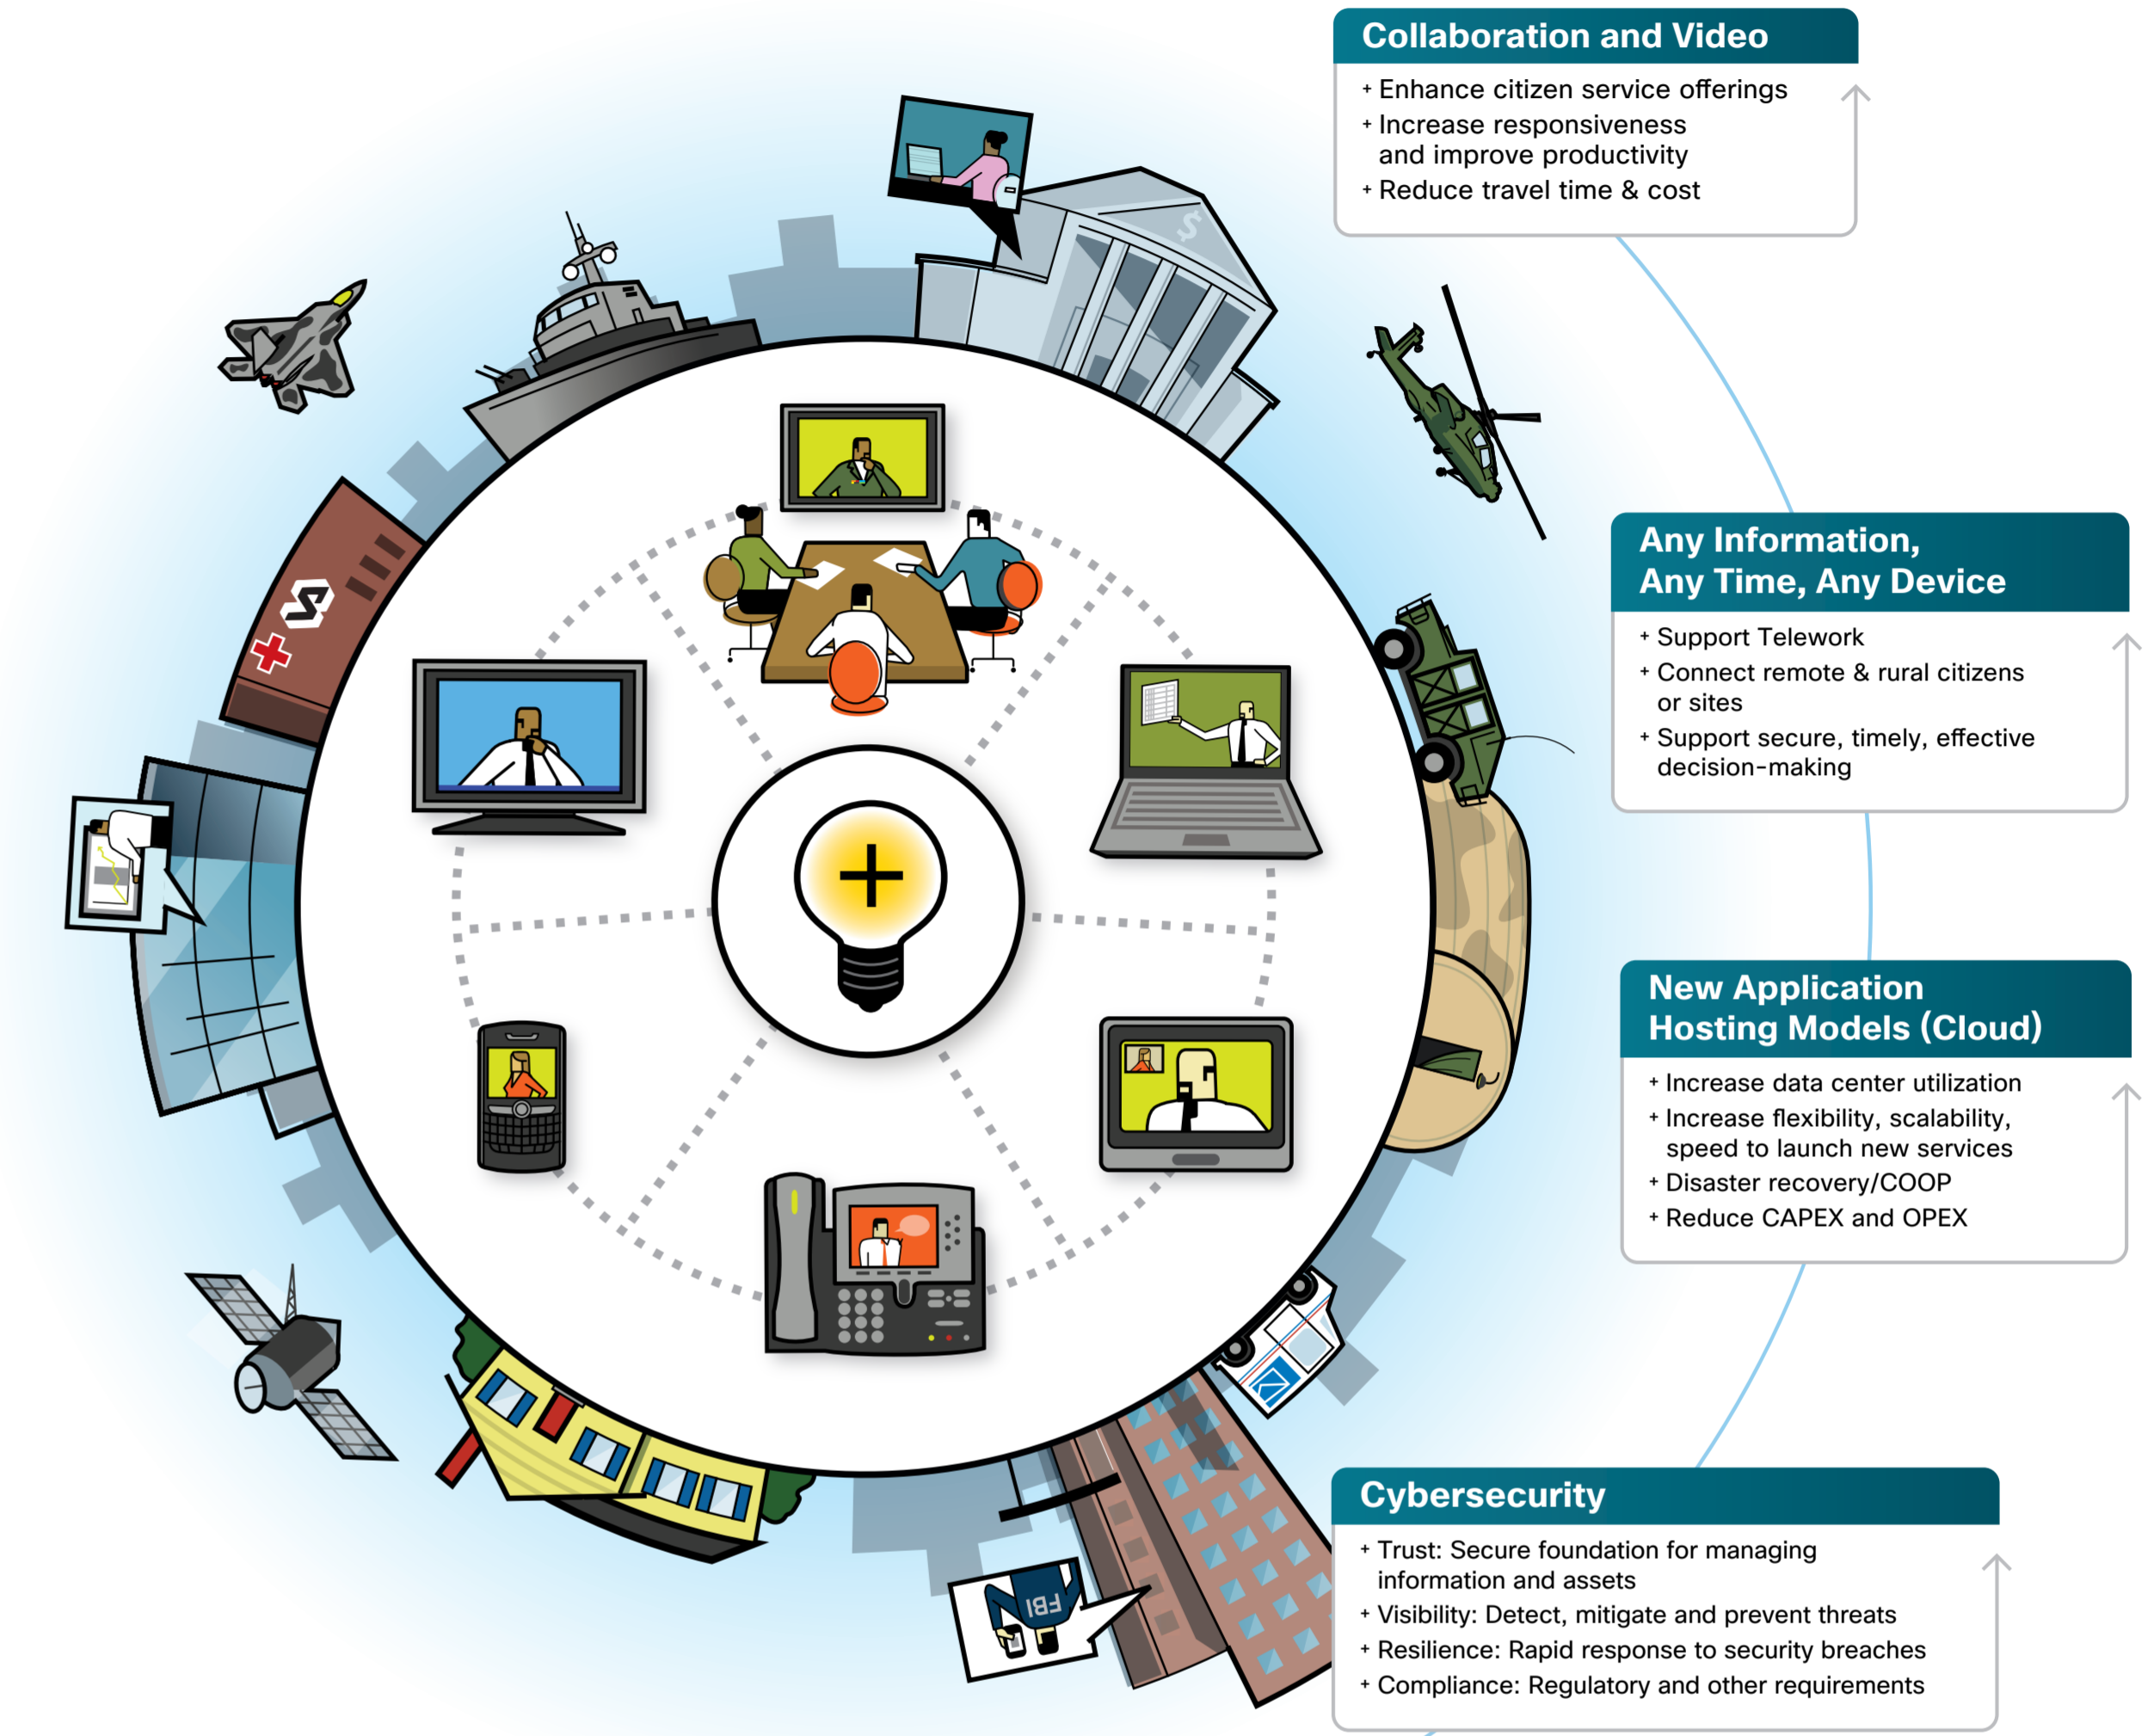 Collaboration and Video
+ Enhance citizen service offerings
+ Increase responsiveness
and improve productivity
+ Reduce travel time & cost
$
S
Any Information,
Any Time, Any Device
+ Support Telework
+ Connect remote & rural citizens
or sites
+ Support secure, timely, effective
decision-making
New Application
Hosting Models (Cloud)
+ Increase data center utilization
+ Increase flexibility, scalability,
speed to launch new services
+ Disaster recovery/COOP
+ Reduce CAPEX and OPEX
Cybersecurity
+ Trust: Secure foundation for managing
information and assets
+ Visibility: Detect, mitigate and prevent threats
+ Resilience: Rapid response to security breaches
+ Compliance: Regulatory and other requirements
FBI